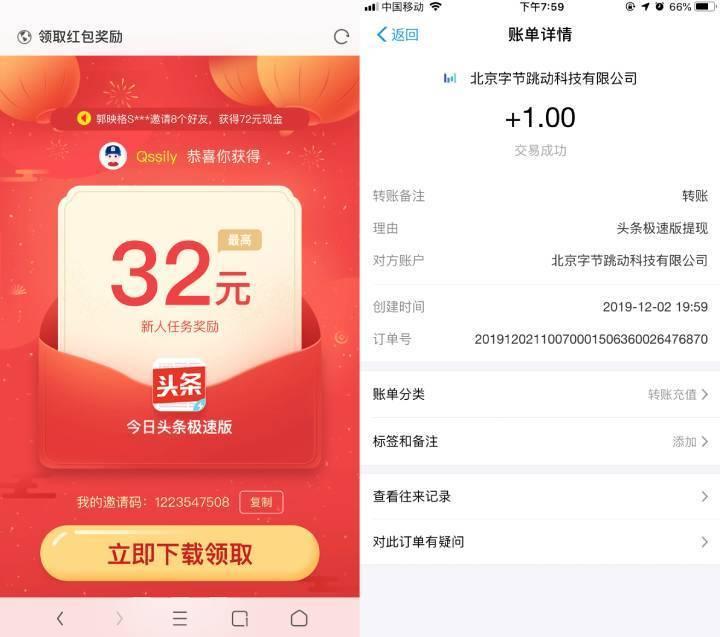 领取红包奖励
郭映格S***邀请8个好友，获得72元现金
Qssily 恭喜你获得
最高
32元
新人任务奖励
头条
今日头条极速版
我的邀请码：1223547508 复制
立即下载领取
中国移动 下午7:59 66%
返回 账单详情
北京字节跳动科技有限公司
+1.00
交易成功
转账备注 转账
理由 头条极速版提现
对方账户 北京字节跳动科技有限公司
创建时间 2019-12-02 19:59
订单号 20191202110070001506360026476870
账单分类 转账充值
标签和备注 添加
查看往来记录
对此订单有疑问